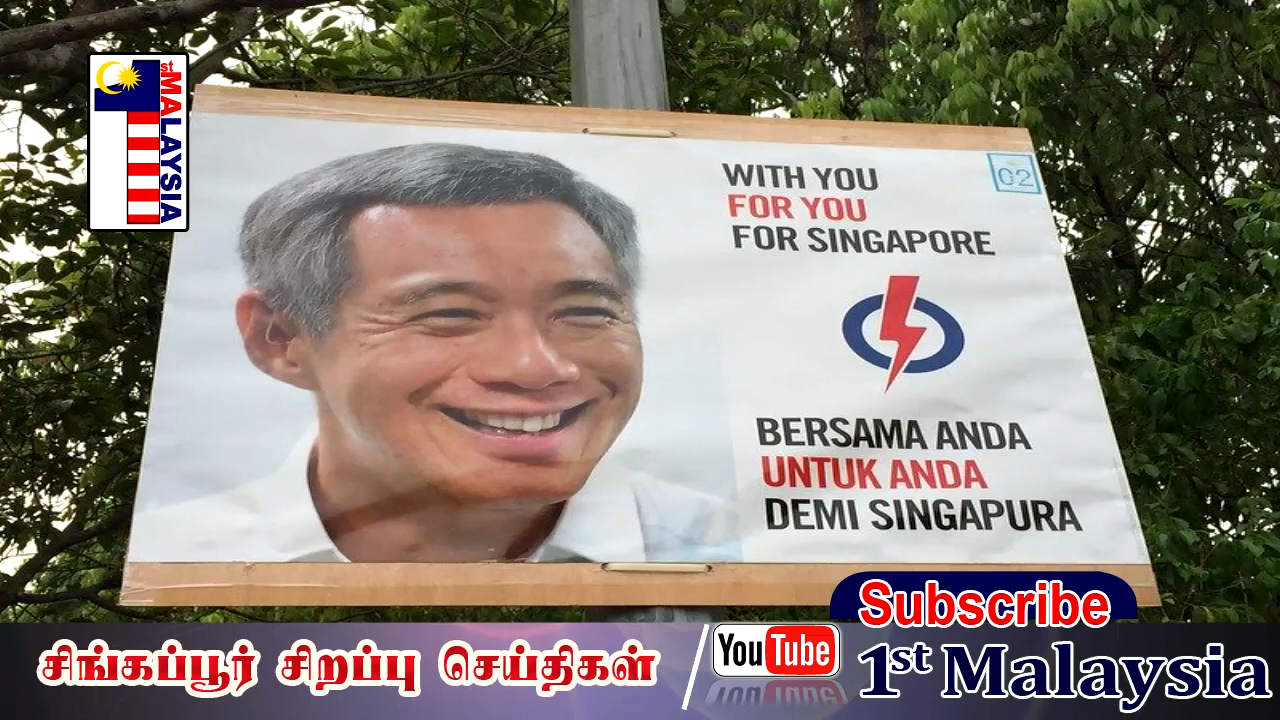 st
MALAYSIA
WITH YOU
FOR YOU
FOR SINGAPORE
02
BERSAMA ANDA
UNTUK ANDA
DEMI SINGAPURA
Subscribe
சிங்கப்பூர் சிறப்பு செய்திகள்
YouTube
1st Malaysia